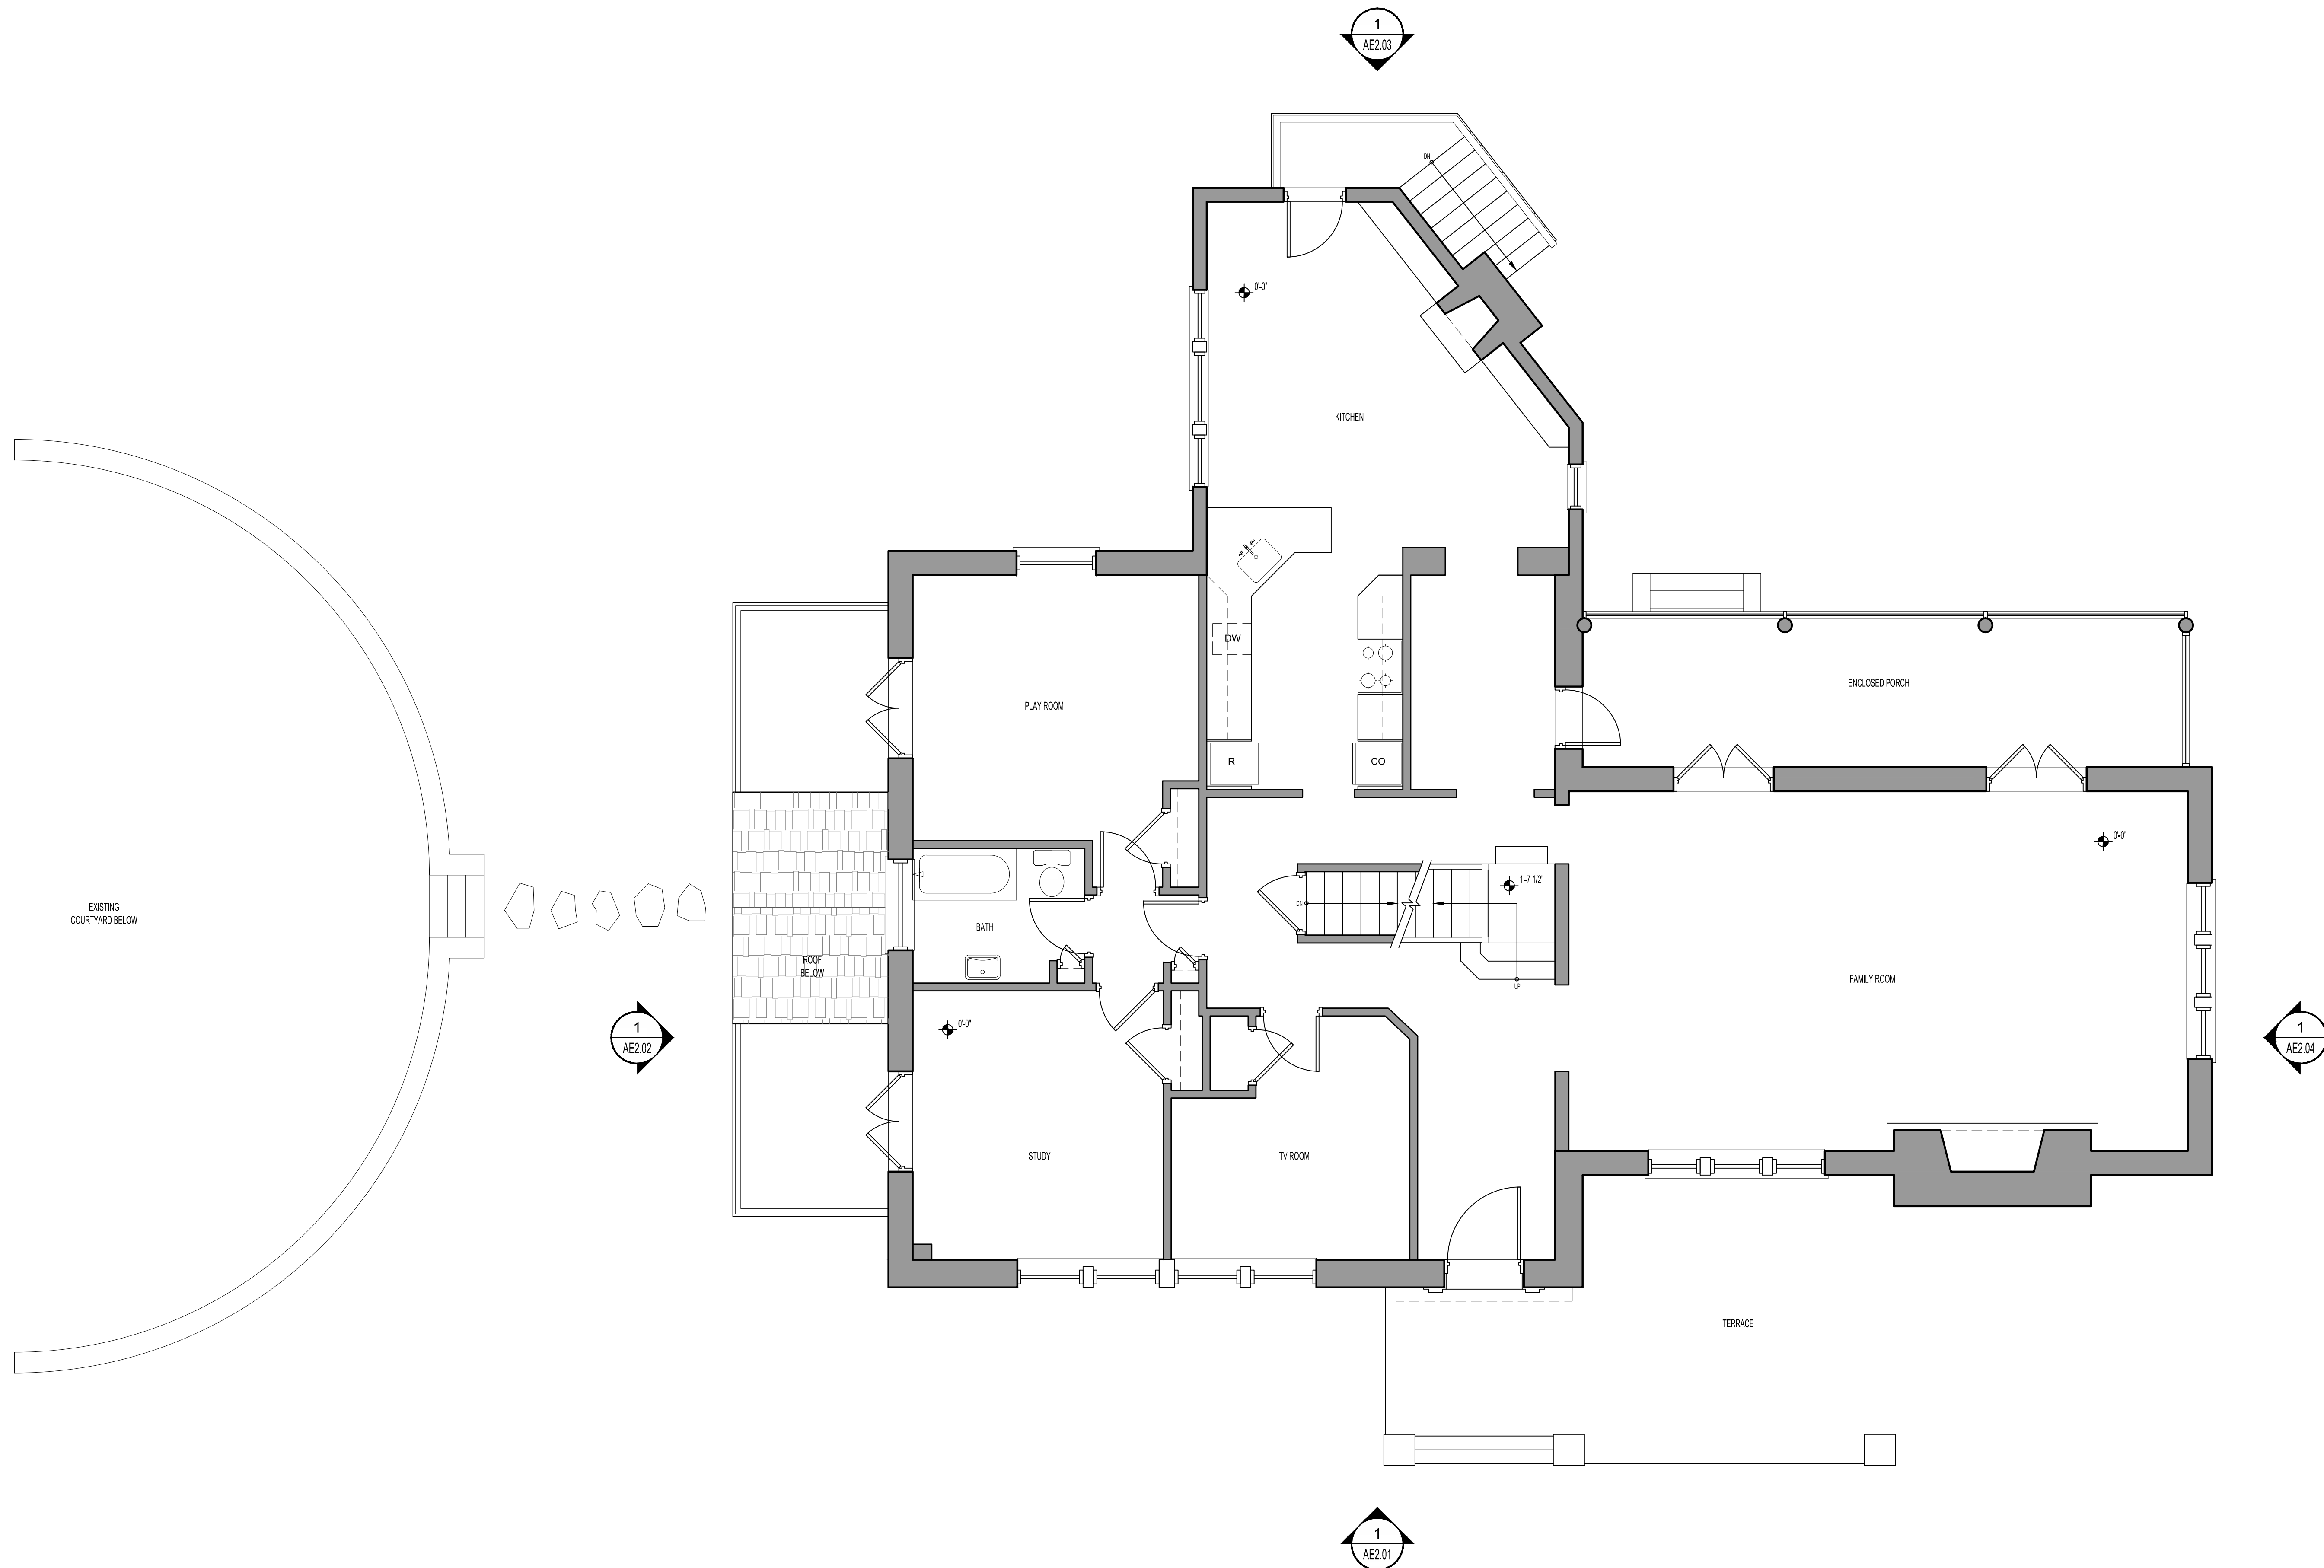 1
AE2.03
DN
0'-0"
KITCHEN
DW
PLAY ROOM
ENCLOSED PORCH
R
CO
0'-0"
1'-7 1/2"
DN
EXISTING
COURTYARD BELOW
BATH
ROOF
BELOW
FAMILY ROOM
UP
1
AE2.02
0'-0"
1
AE2.04
STUDY
TV ROOM
TERRACE
1
AE2.01